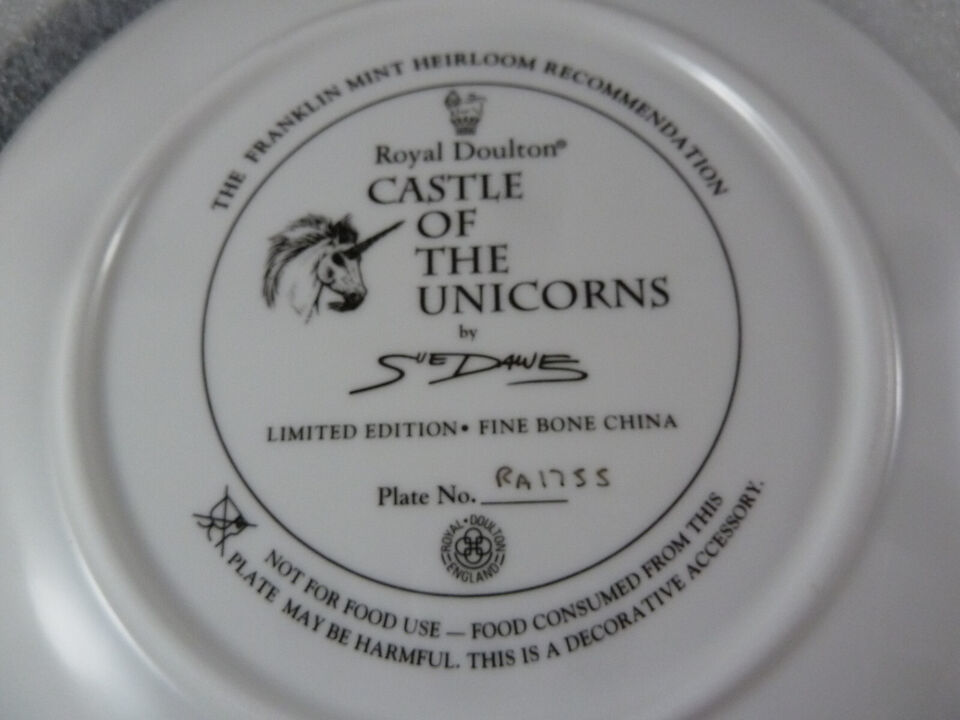 THE FRANKLIN MINT HEIRLOOM RECOMMENDATION
Royal Doulton®
CASTLE
OF
THE
UNICORNS
by
SUE DAWE
LIMITED EDITION • FINE BONE CHINA
Plate No. RA1755
ROYAL • DOULTON
ENGLAND
NOT FOR FOOD USE — FOOD CONSUMED FROM THIS
PLATE MAY BE HARMFUL. THIS IS A DECORATIVE ACCESSORY.